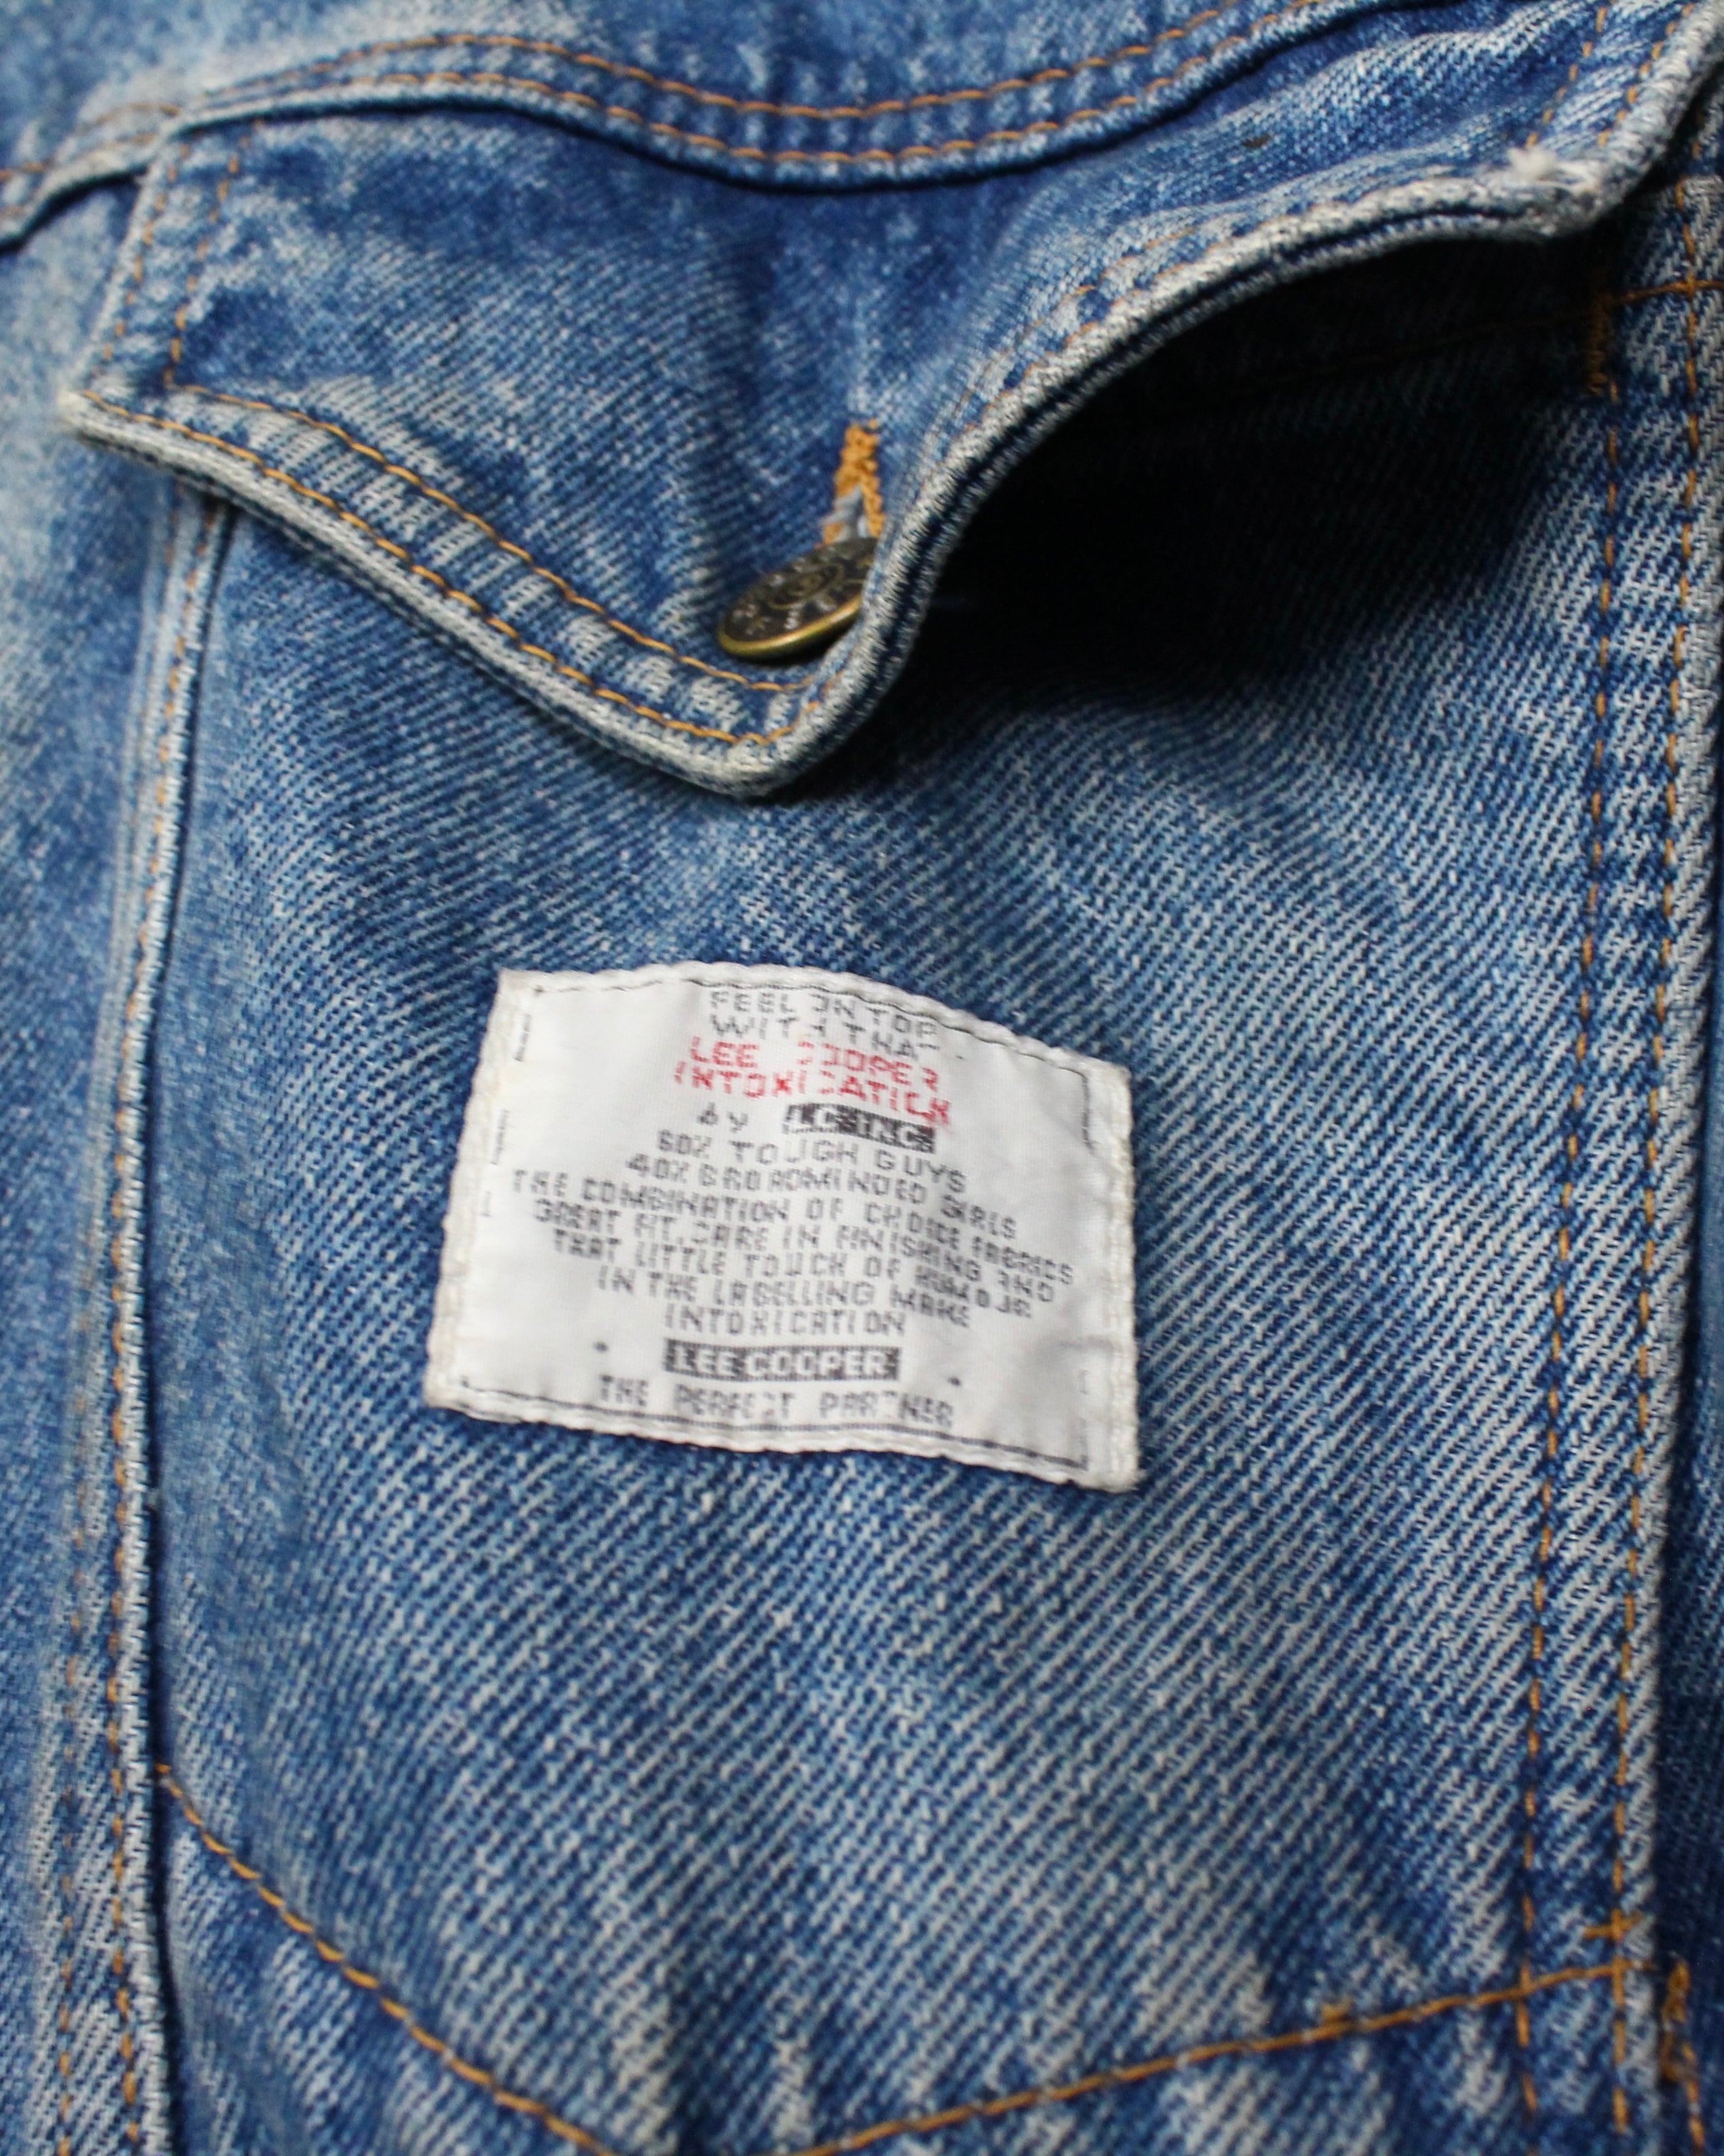 FEEL ON TOP
WITH THAT
LEE COOPER
INTOXICATION
by L.C. INC.
60% TOUGH GUYS
40% BROADMINDED GIRLS
THE COMBINATION OF CHOICE FABRICS
GREAT FIT, CARE IN FINISHING AND
THAT LITTLE TOUCH OF HUMOUR
IN THE LABELLING MAKE
INTOXICATION
LEE COOPER
THE PERFECT PARTNER